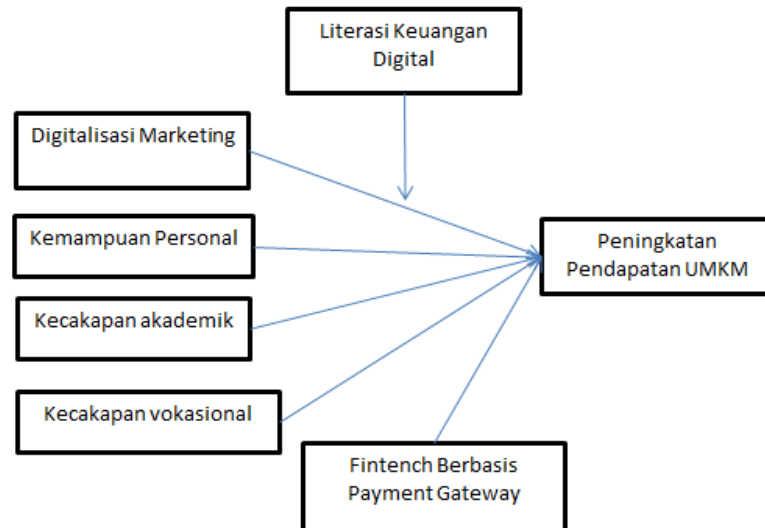 Literasi Keuangan
Digital
Digitalisasi Marketing
Kemampuan Personal
Peningkatan
Pendapatan UMKM
Kecakapan akademik
Kecakapan vokasional
Fintench Berbasis
Payment Gateway